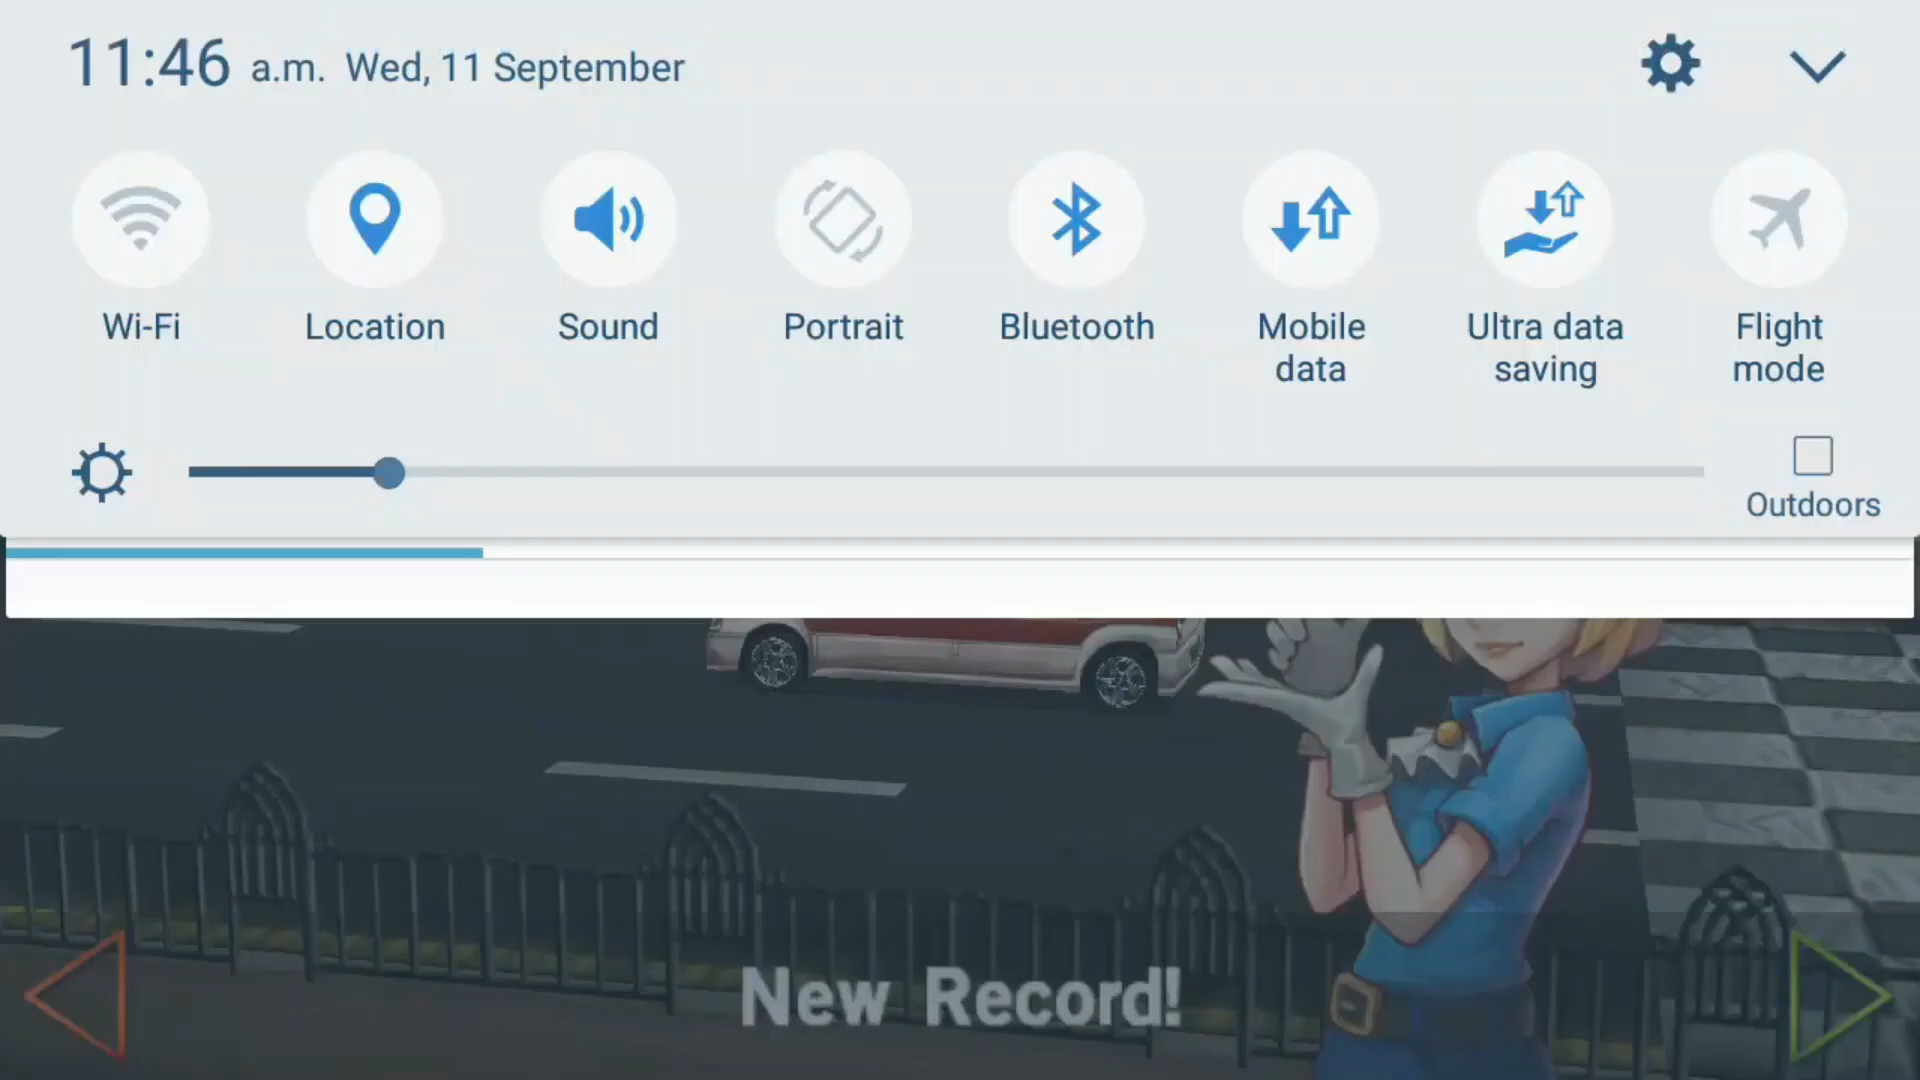 11:46 a.m. Wed, 11 September
Wi-Fi
Location
Sound
Portrait
Bluetooth
Mobile
data
Ultra data
saving
Flight
mode
Outdoors
New Record!